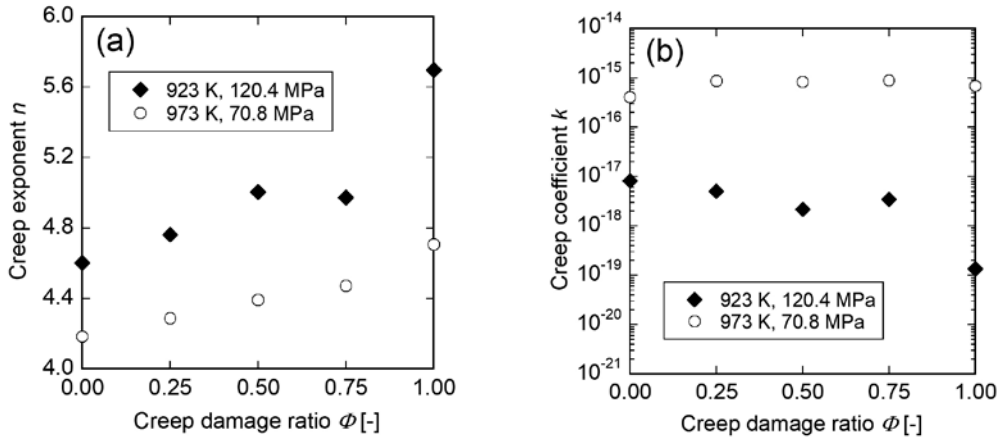 (a)
6.0
5.6
5.2
4.8
4.4
4.0
Creep exponent n
923 K, 120.4 MPa
973 K, 70.8 MPa
0.00 0.25 0.50 0.75 1.00
Creep damage ratio Φ [-]
(b)
10⁻¹⁴
10⁻¹⁵
10⁻¹⁶
10⁻¹⁷
10⁻¹⁸
10⁻¹⁹
10⁻²⁰
10⁻²¹
Creep coefficient k
923 K, 120.4 MPa
973 K, 70.8 MPa
0.00 0.25 0.50 0.75 1.00
Creep damage ratio Φ [-]